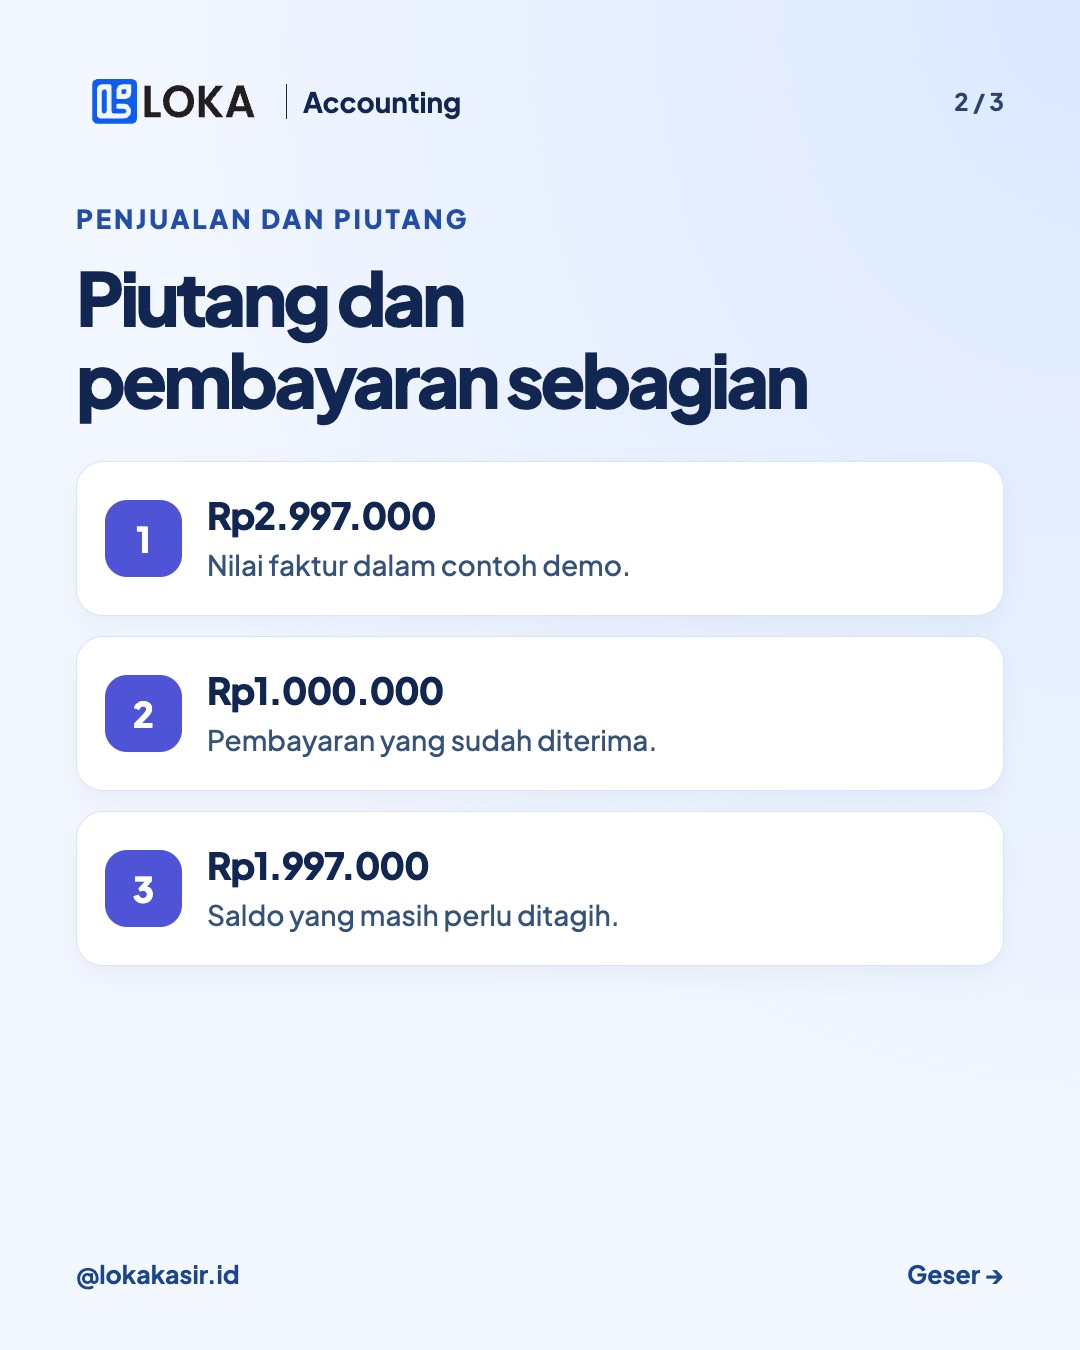 LOKA | Accounting
2 / 3
PENJUALAN DAN PIUTANG
Piutang dan
pembayaran sebagian
1
Rp2.997.000
Nilai faktur dalam contoh demo.
2
Rp1.000.000
Pembayaran yang sudah diterima.
3
Rp1.997.000
Saldo yang masih perlu ditagih.
@lokakasir.id
Geser →